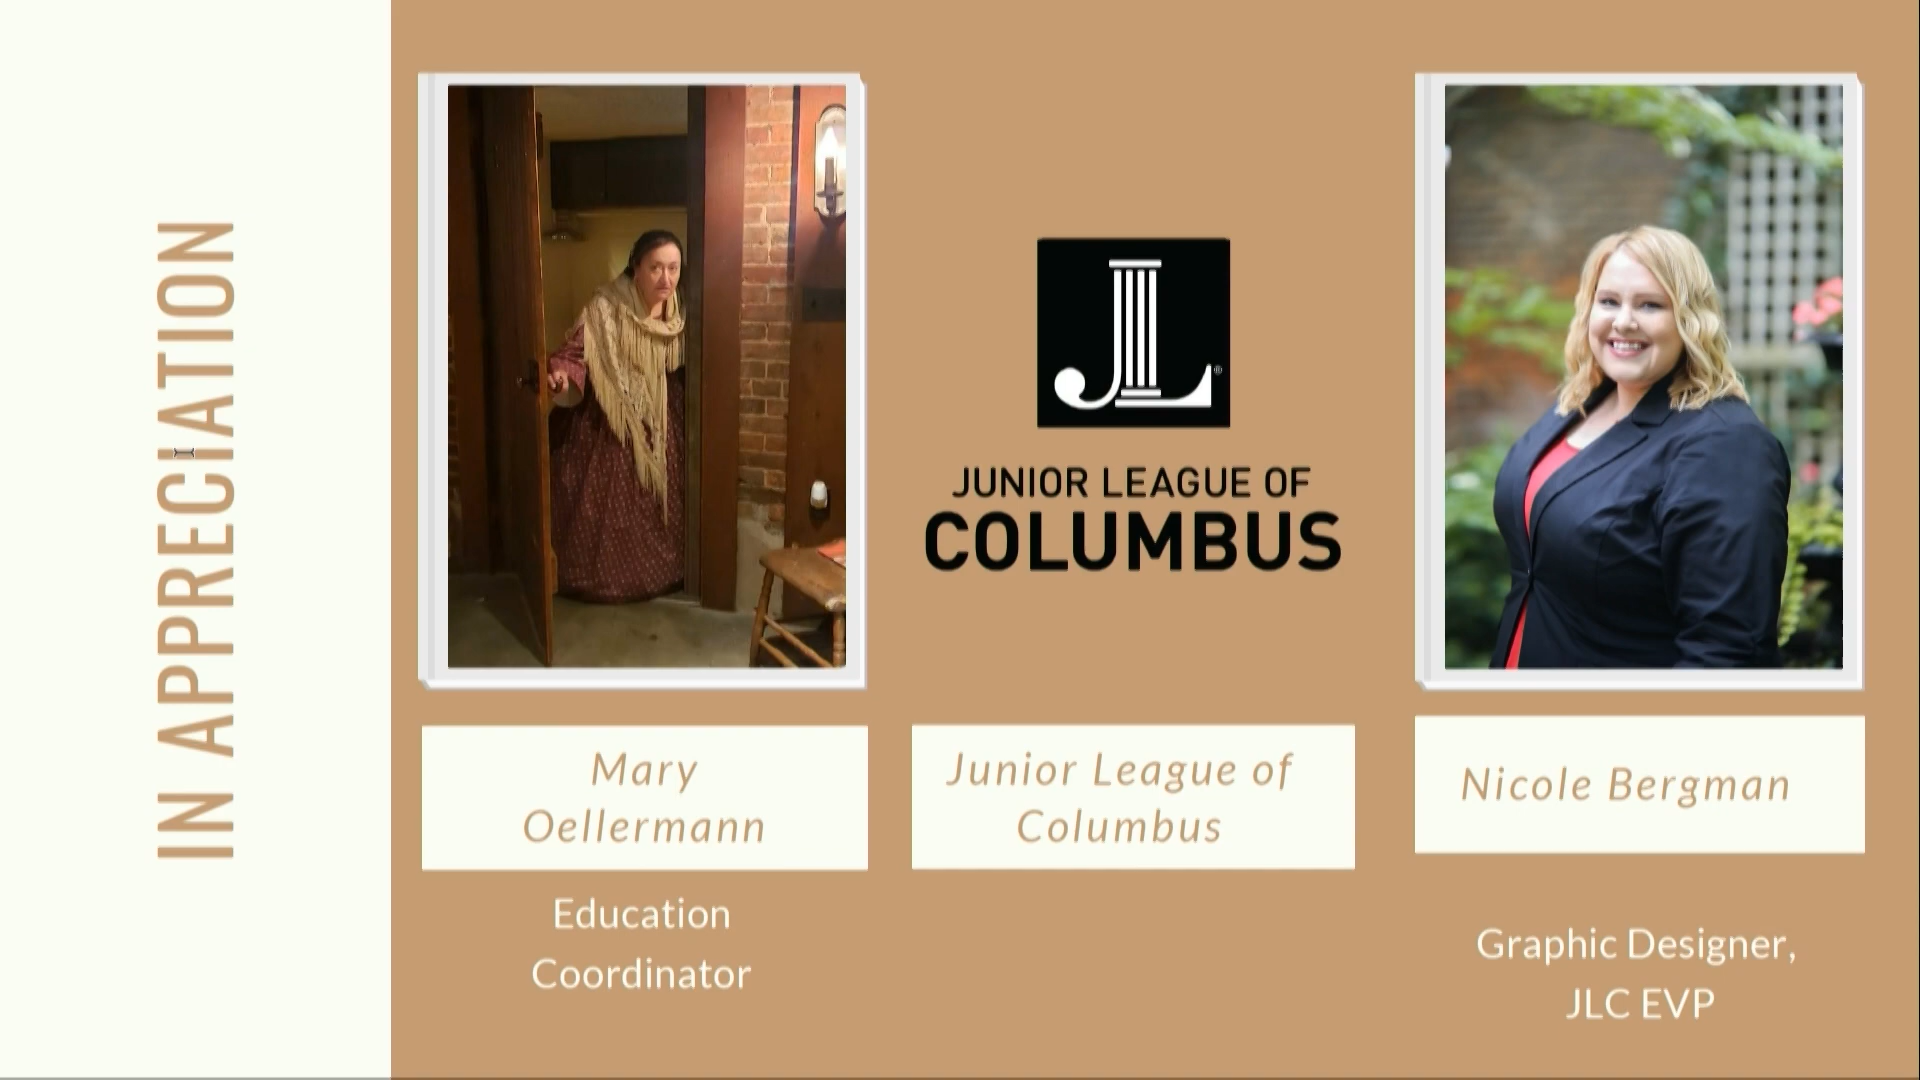 IN APPRECIATION
JL®
JUNIOR LEAGUE OF
COLUMBUS
Mary
Oellermann
Education
Coordinator
Junior League of
Columbus
Nicole Bergman
Graphic Designer,
JLC EVP